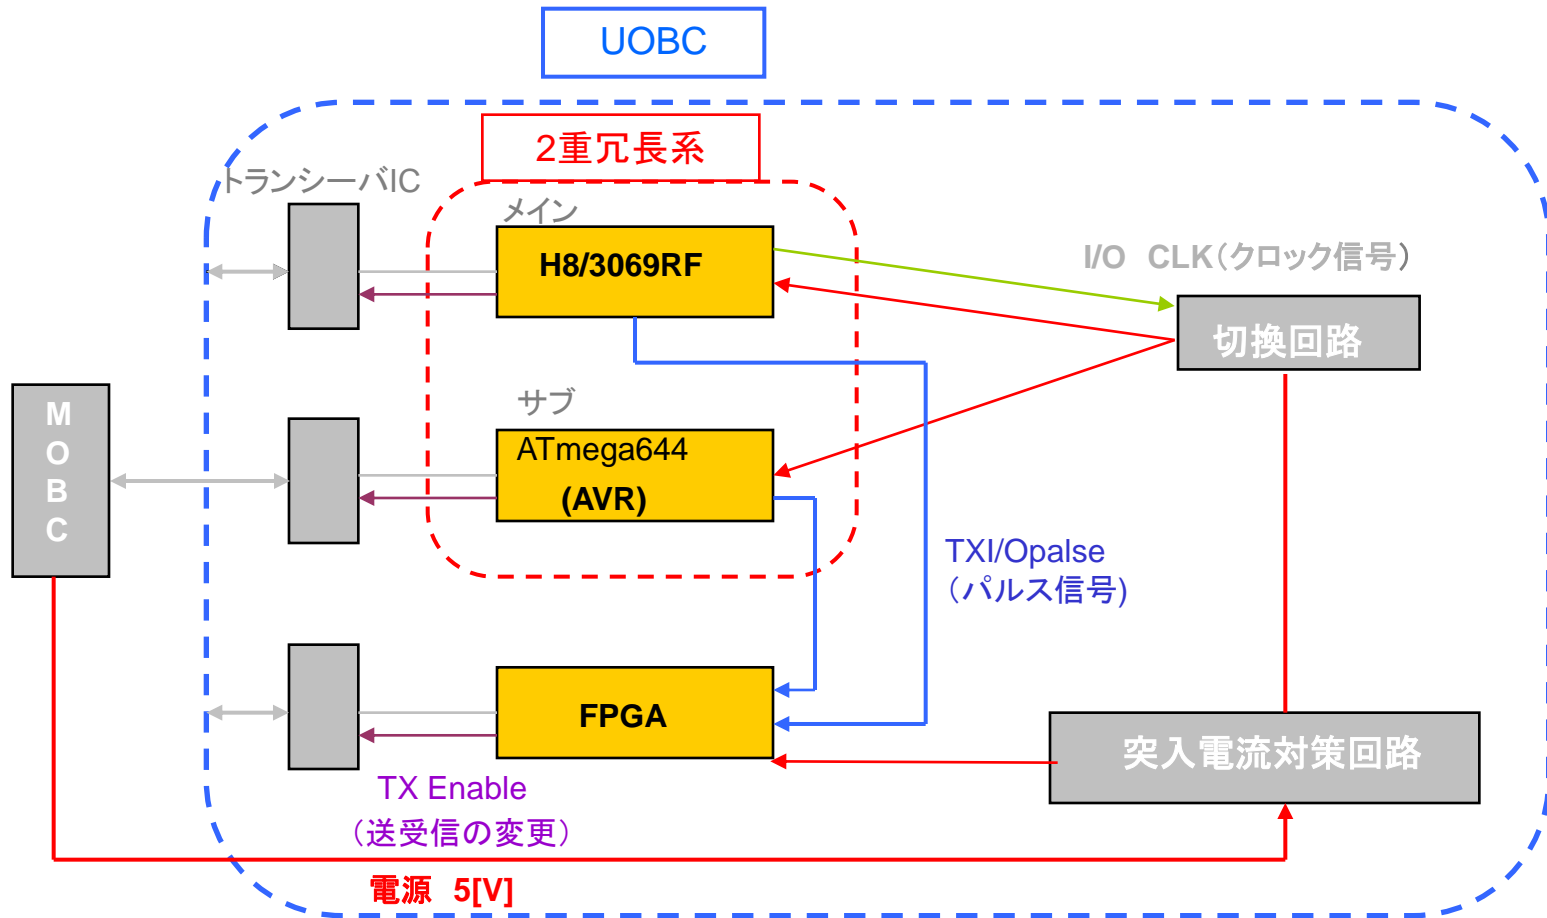 UOBC
2重冗長系
トランシーバIC
メイン
H8/3069RF
I/O CLK(クロック信号)
切換回路
サブ
ATmega644
(AVR)
MOBC
TXI/Opalse
(パルス信号)
FPGA
突入電流対策回路
TX Enable
(送受信の変更)
電源 5[V]